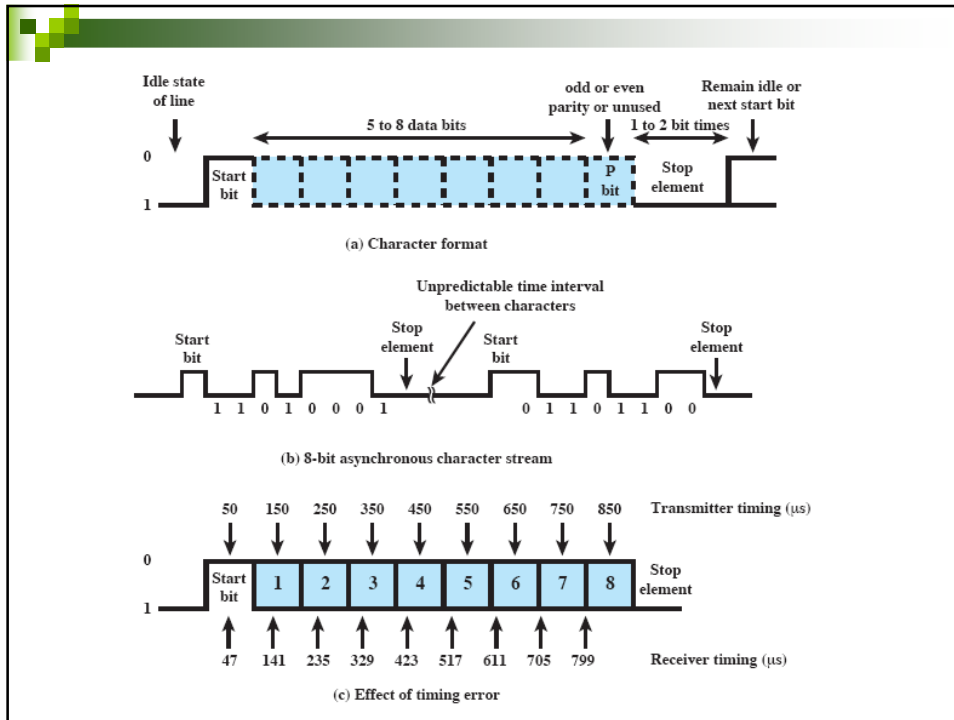 Idle state
of line
odd or even
parity or unused
Remain idle or
next start bit
5 to 8 data bits
1 to 2 bit times
0
1
Start
bit
P
bit
Stop
element
(a) Character format
Unpredictable time interval
between characters
Start
bit
Stop
element
Start
bit
Stop
element
1 1 0 1 0 0 0 1
0 1 1 0 1 1 0 0
(b) 8-bit asynchronous character stream
50 150 250 350 450 550 650 750 850 Transmitter timing (μs)
0
1
Start
bit
1 2 3 4 5 6 7 8
Stop
element
47 141 235 329 423 517 611 705 799 Receiver timing (μs)
(c) Effect of timing error